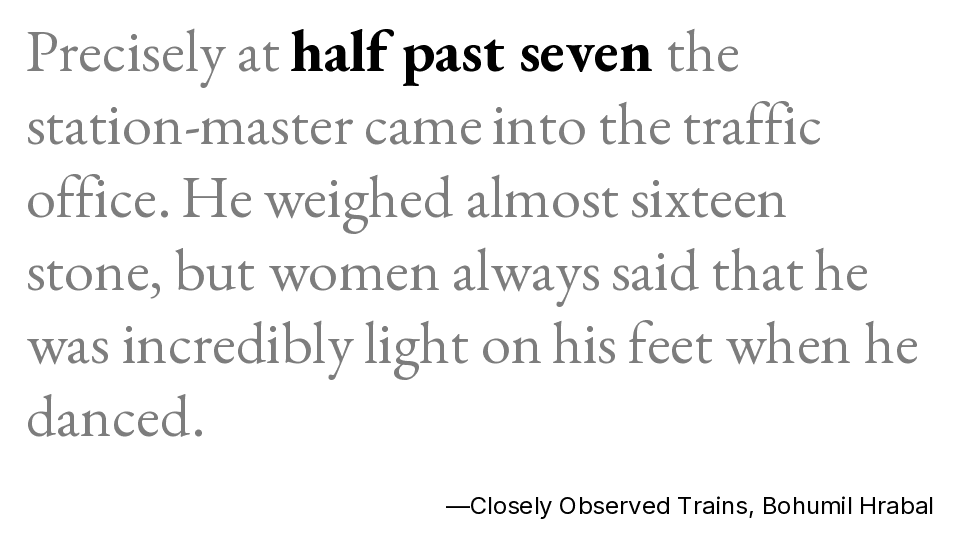 Precisely at half past seven the
station-master came into the traffic
office. He weighed almost sixteen
stone, but women always said that he
was incredibly light on his feet when he
danced.
—Closely Observed Trains, Bohumil Hrabal